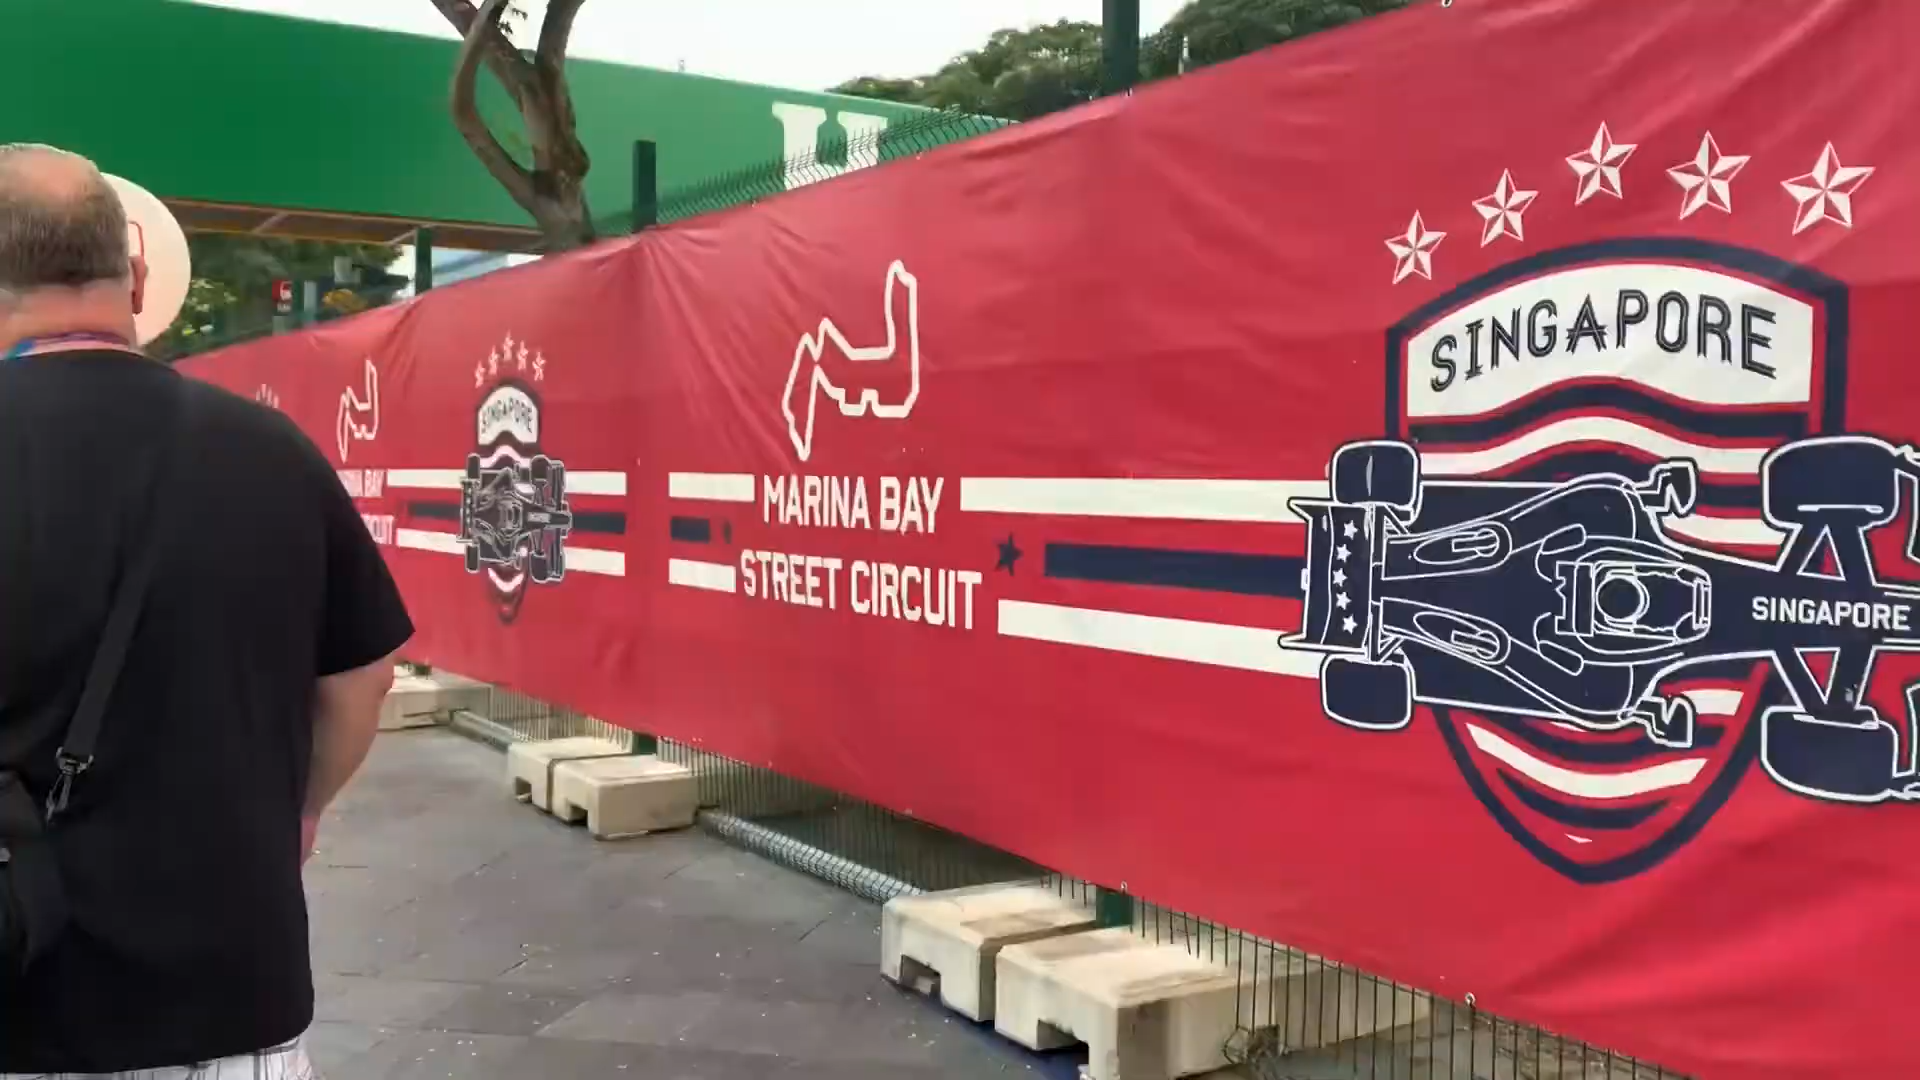 H
SINGAPORE
MARINA BAY
STREET CIRCUIT
SINGAPORE
SINGAPORE